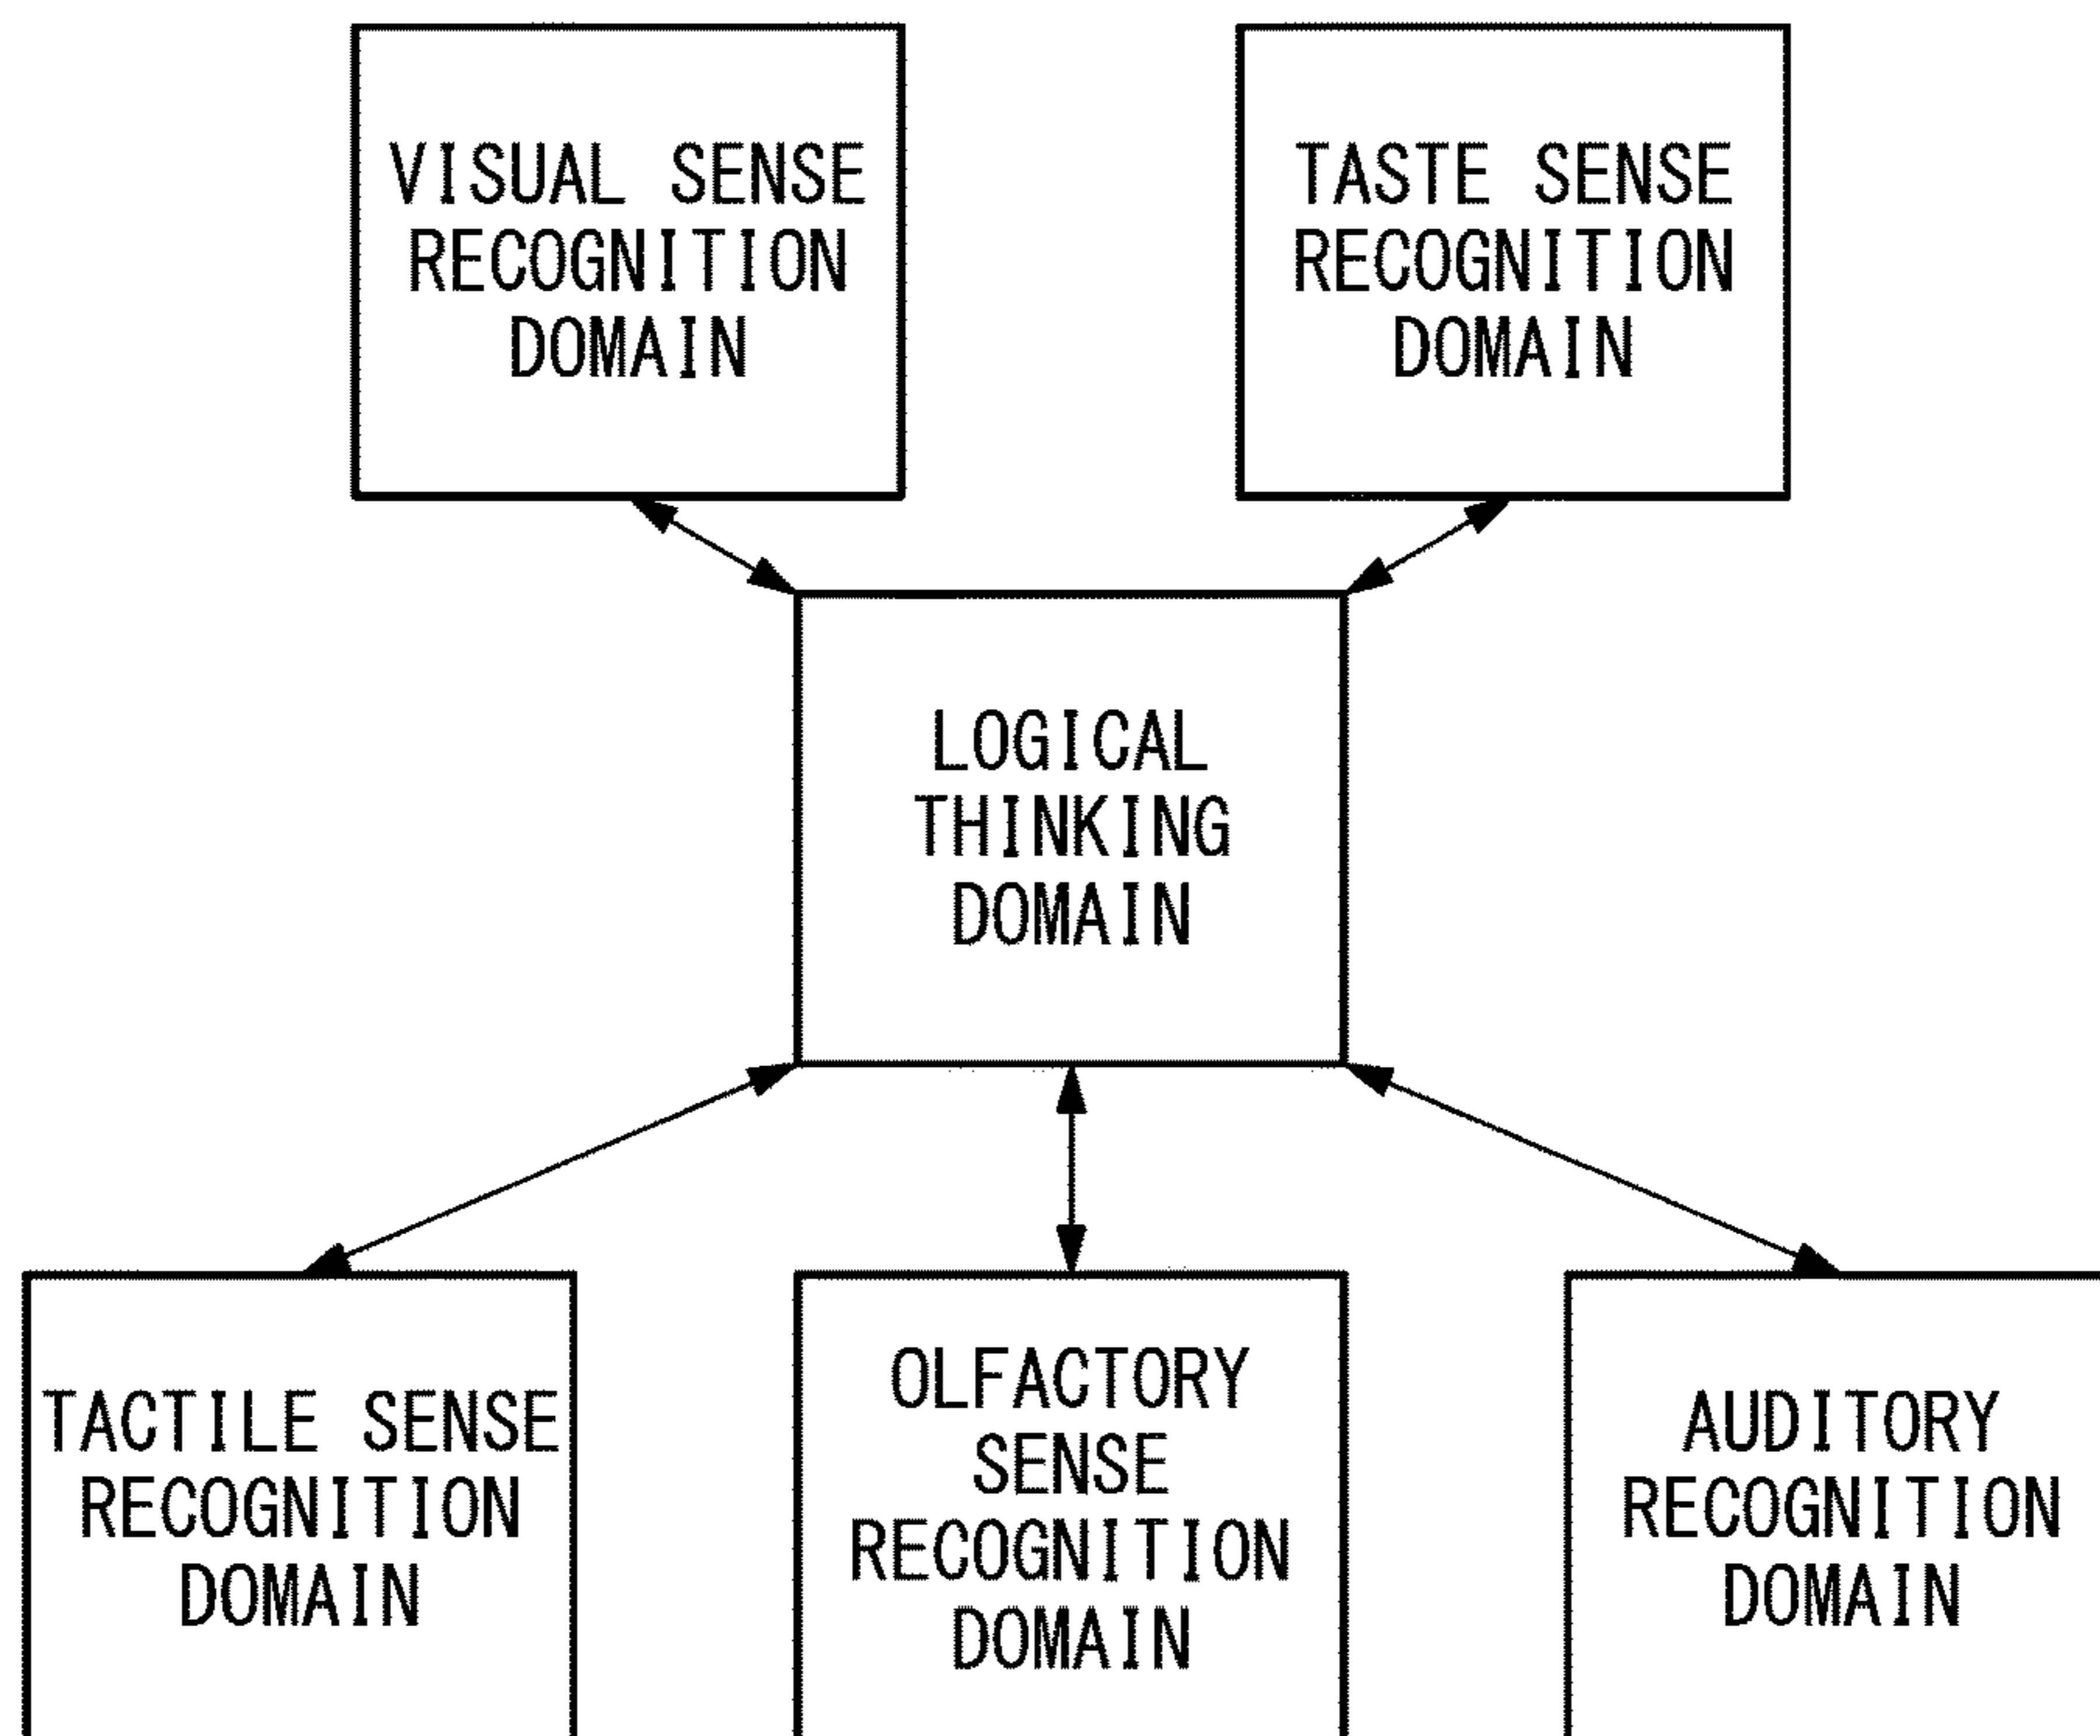 VISUAL SENSE
RECOGNITION
DOMAIN
TASTE SENSE
RECOGNITION
DOMAIN
LOGICAL
THINKING
DOMAIN
TACTILE SENSE
RECOGNITION
DOMAIN
OLFACTORY
SENSE
RECOGNITION
DOMAIN
AUDITORY
RECOGNITION
DOMAIN